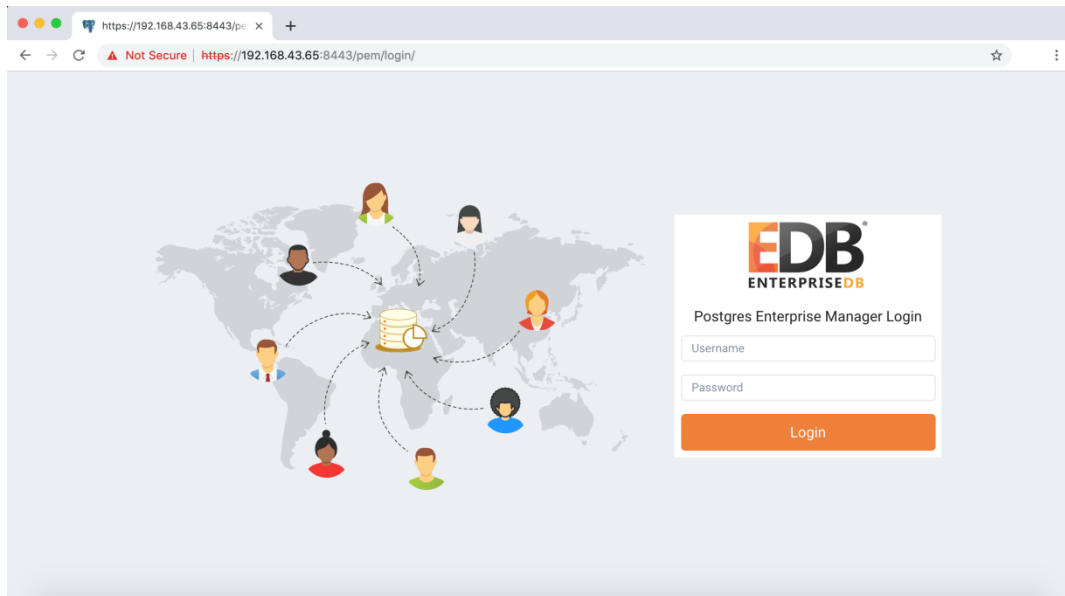 https://192.168.43.65:8443/pe
Not Secure | https://192.168.43.65:8443/pem/login/
EDB
ENTERPRISEDB
Postgres Enterprise Manager Login
Username
Password
Login